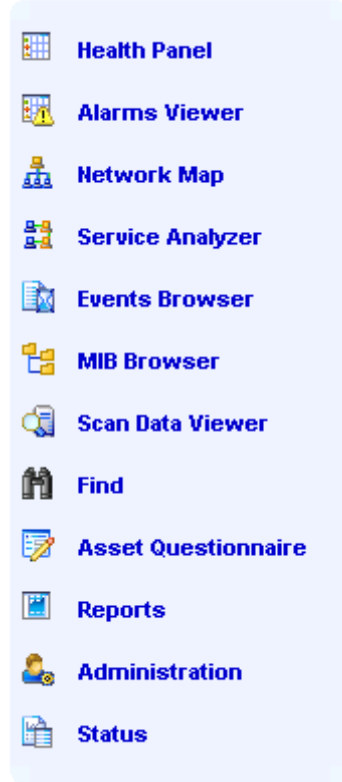 Health Panel
Alarms Viewer
Network Map
Service Analyzer
Events Browser
MIB Browser
Scan Data Viewer
Find
Asset Questionnaire
Reports
Administration
Status